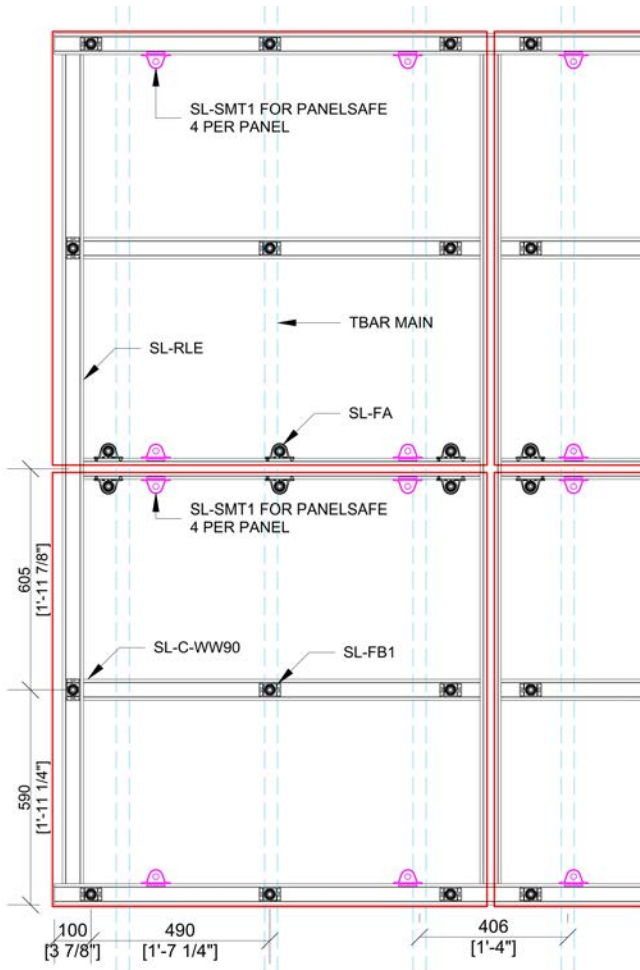 SL-SMT1 FOR PANELSAFE
4 PER PANEL
TBAR MAIN
SL-RLE
SL-FA
SL-SMT1 FOR PANELSAFE
4 PER PANEL
605
[1'-11 7/8"]
SL-C-WW90
SL-FB1
590
[1'-11 1/4"]
100
[3 7/8"]
490
[1'-7 1/4"]
406
[1'-4"]